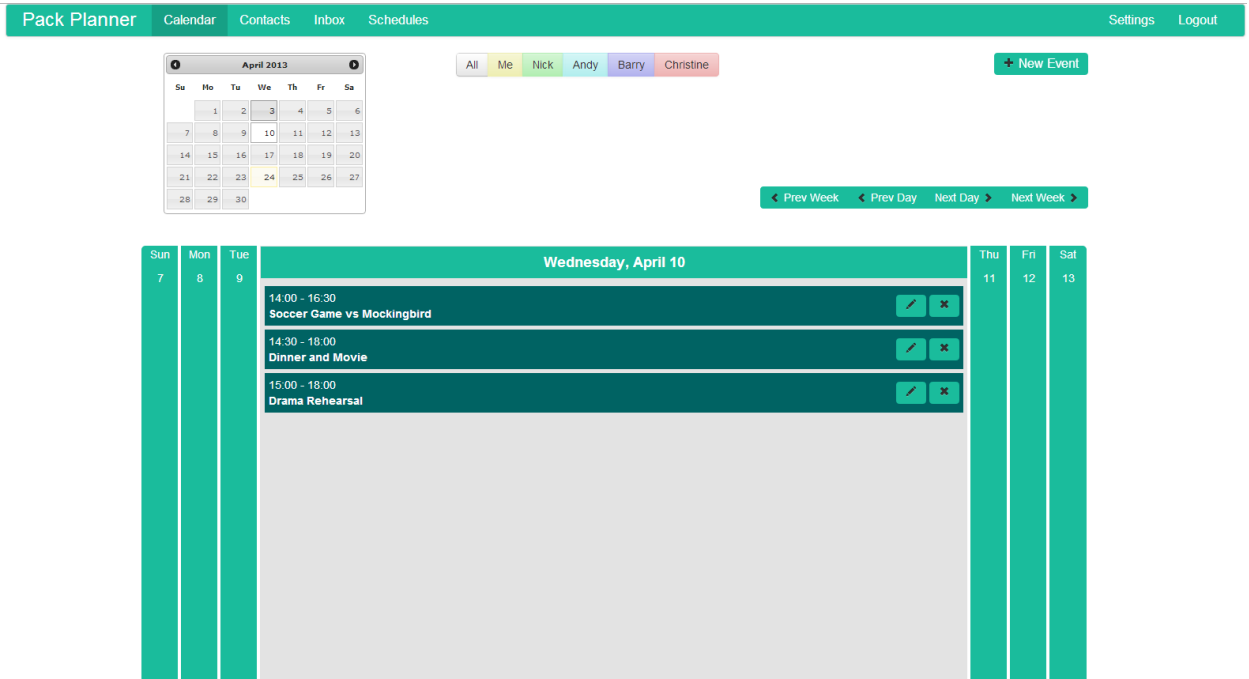 Pack Planner Calendar Contacts Inbox Schedules Settings Logout
April 2013
Su Mo Tu We Th Fr Sa
1 2 3 4 5 6
7 8 9 10 11 12 13
14 15 16 17 18 19 20
21 22 23 24 25 26 27
28 29 30
All Me Nick Andy Barry Christine
New Event
Prev Week Prev Day Next Day Next Week
Sun Mon Tue Wednesday, April 10 Thu Fri Sat
7 8 9 11 12 13
14:00 - 16:30
Soccer Game vs Mockingbird
14:30 - 18:00
Dinner and Movie
15:00 - 18:00
Drama Rehearsal